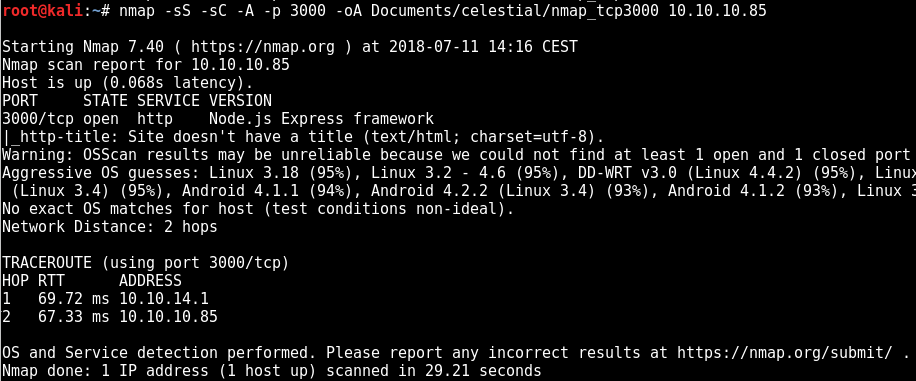 root@kali:~# nmap -sS -sC -A -p 3000 -oA Documents/celestial/nmap_tcp3000 10.10.10.85
Starting Nmap 7.40 ( https://nmap.org ) at 2018-07-11 14:16 CEST
Nmap scan report for 10.10.10.85
Host is up (0.068s latency).
PORT     STATE SERVICE VERSION
3000/tcp open  http    Node.js Express framework
|_http-title: Site doesn't have a title (text/html; charset=utf-8).
Warning: OSScan results may be unreliable because we could not find at least 1 open and 1 closed port
Aggressive OS guesses: Linux 3.18 (95%), Linux 3.2 - 4.6 (95%), DD-WRT v3.0 (Linux 4.4.2) (95%), Linux
(Linux 3.4) (95%), Android 4.1.1 (94%), Android 4.2.2 (Linux 3.4) (93%), Android 4.1.2 (93%), Linux 3
No exact OS matches for host (test conditions non-ideal).
Network Distance: 2 hops
TRACEROUTE (using port 3000/tcp)
HOP RTT      ADDRESS
1   69.72 ms 10.10.14.1
2   67.33 ms 10.10.10.85
OS and Service detection performed. Please report any incorrect results at https://nmap.org/submit/ .
Nmap done: 1 IP address (1 host up) scanned in 29.21 seconds